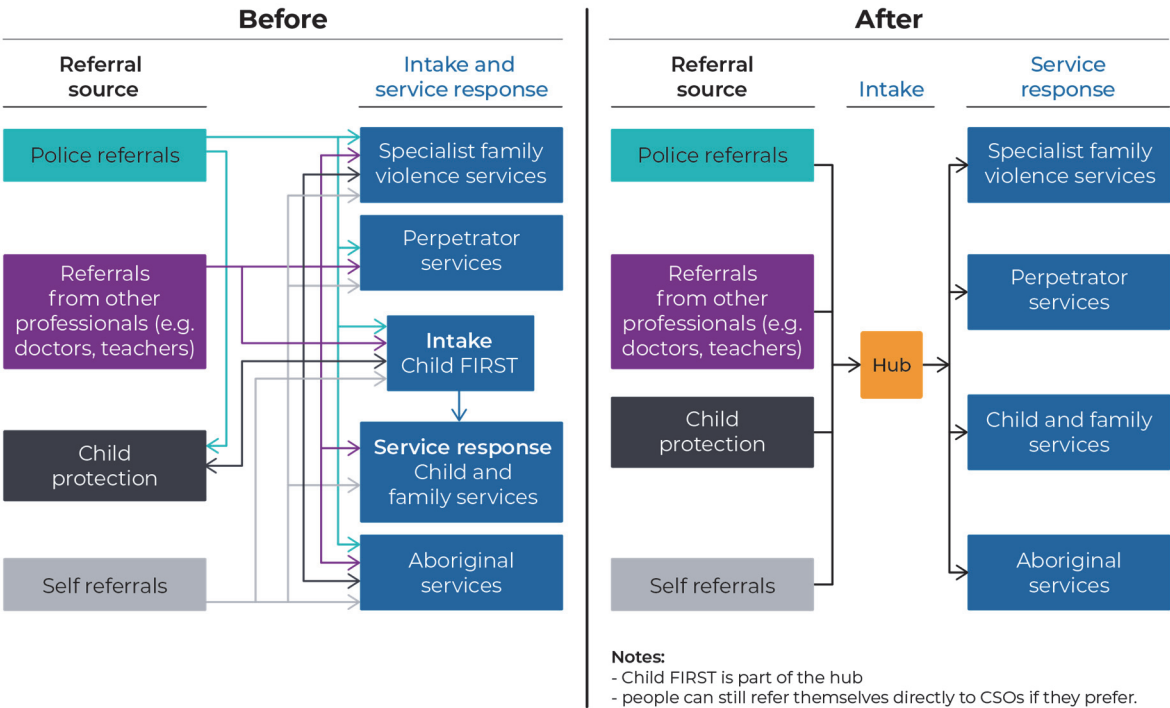 Before
Referral
source
Intake and
service response
Police referrals
Referrals
from other
professionals (e.g.
doctors, teachers)
Child
protection
Self referrals
Specialist family
violence services
Perpetrator
services
Intake
Child FIRST
Service response
Child and
family services
Aboriginal
services
After
Referral
source
Intake
Service
response
Police referrals
Referrals
from other
professionals (e.g.
doctors, teachers)
Child
protection
Self referrals
Hub
Specialist family
violence services
Perpetrator
services
Child and family
services
Aboriginal
services
Notes:
- Child FIRST is part of the hub
- people can still refer themselves directly to CSOs if they prefer.